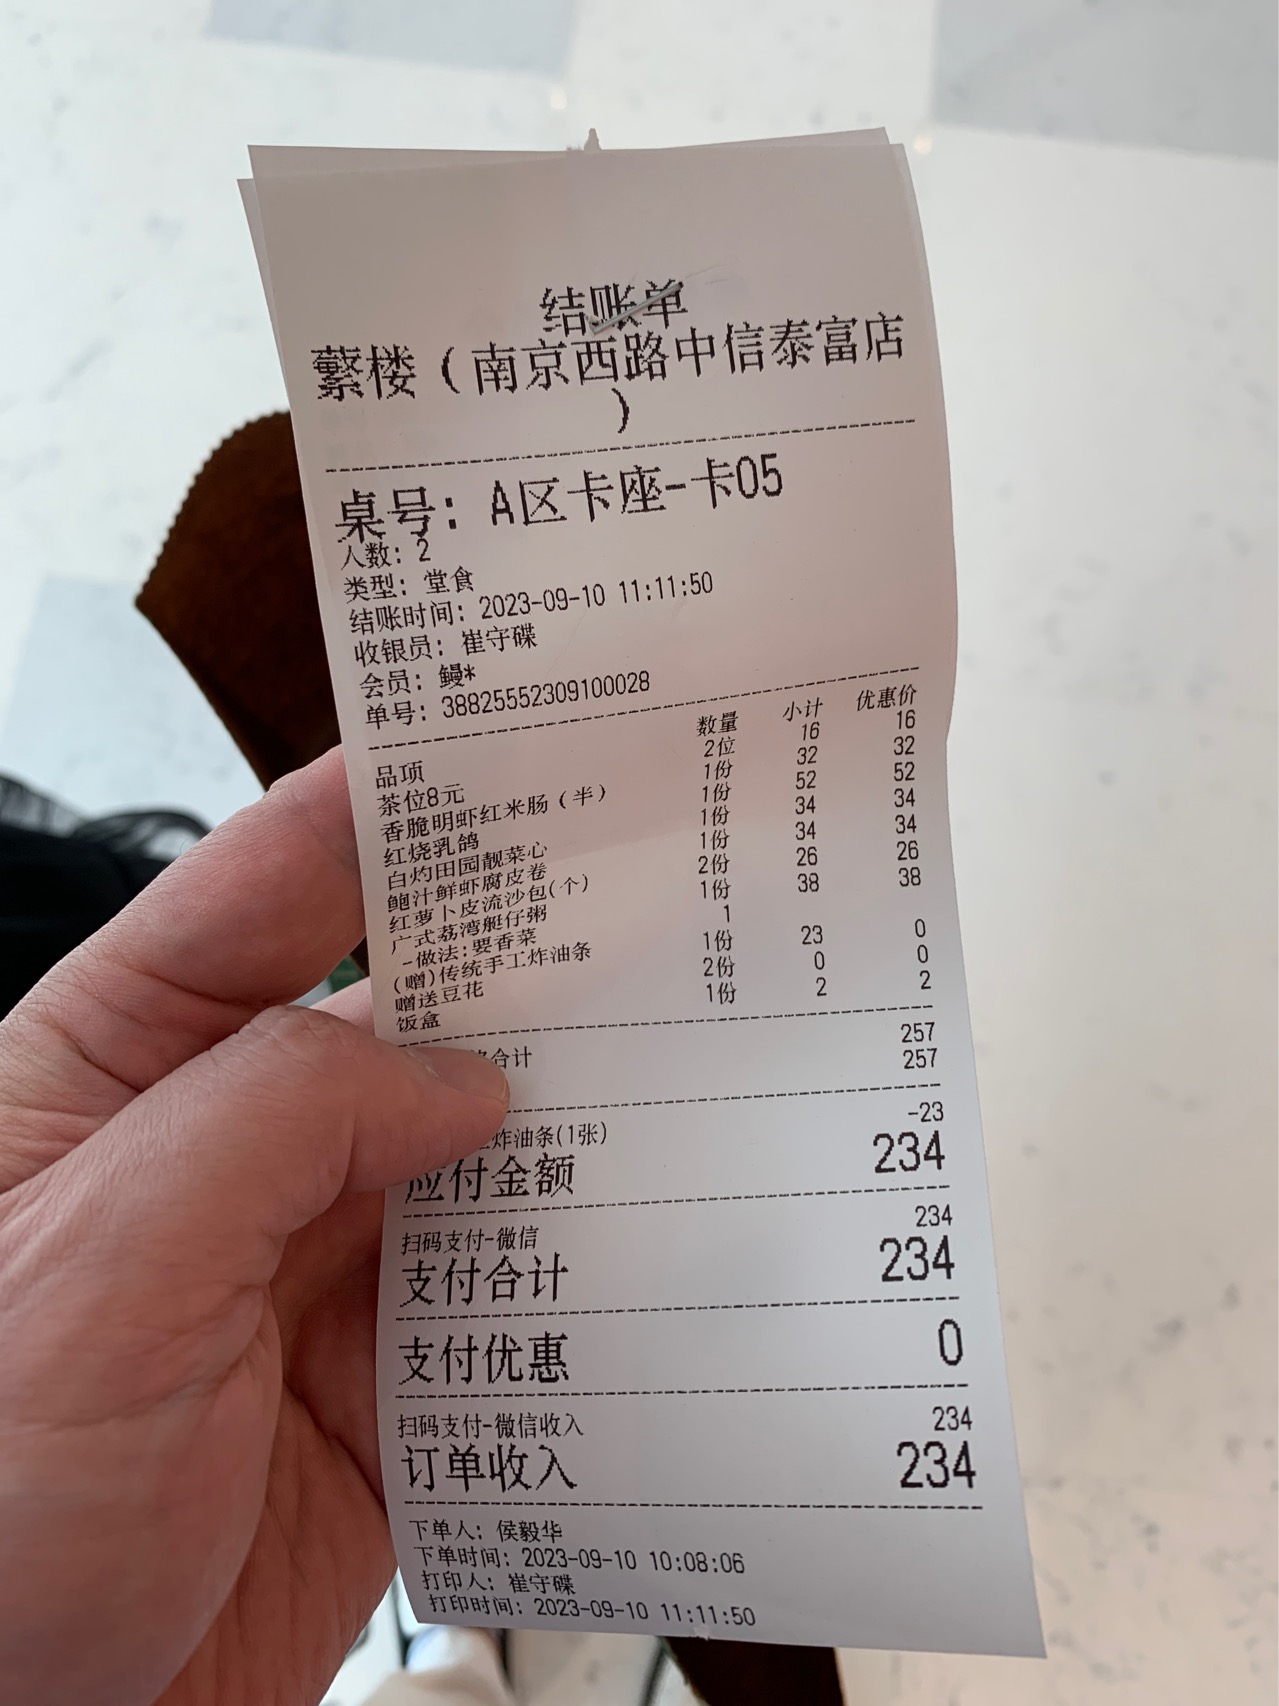 结账单
蘩楼（南京西路中信泰富店
）
桌号：A区卡座-卡05
人数：2
类型：堂食
结账时间：2023-09-10 11:11:50
收银员：崔守碟
会员：鳗*
单号：38825552309100028
品项 数量 小计 优惠价
茶位8元 2位 16 16
香脆明虾红米肠（半） 1份 32 32
红烧乳鸽 1份 52 52
白灼田园靓菜心 1份 34 34
鲍汁鲜虾腐皮卷 1份 34 34
红萝卜皮流沙包(个) 2份 26 26
广式荔湾艇仔粥 1份 38 38
-做法:要香菜 1
(赠)传统手工炸油条 1份 23 0
赠送豆花 2份 0 0
饭盒 1份 2 2
合计 257
257
炸油条(1张) -23
应付金额 234
扫码支付-微信 234
支付合计 234
支付优惠 0
扫码支付-微信收入 234
订单收入 234
下单人：侯毅华
下单时间：2023-09-10 10:08:06
打印人：崔守碟
打印时间：2023-09-10 11:11:50